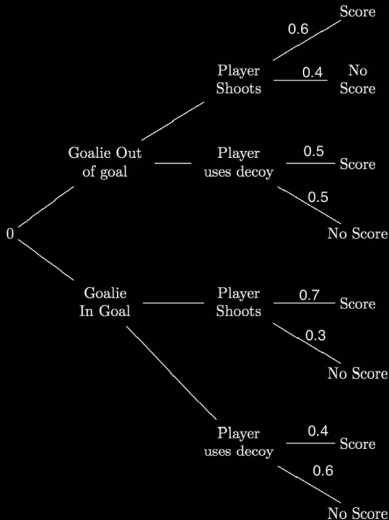 Score
0.6
Player
Shoots
0.4
No
Score
Goalie Out
of goal
Player
uses decoy
0.5
Score
0.5
No Score
0
Goalie
In Goal
Player
Shoots
0.7
Score
0.3
No Score
Player
uses decoy
0.4
Score
0.6
No Score